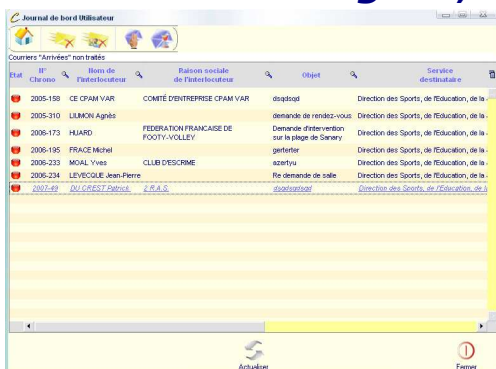 Journal de bord Utilisateur
Courriers "Arrivées" non traités
Etat N° Chrono Nom de l'interlocuteur Raison sociale de l'interlocuteur Objet Service destinataire
2005-158 CE CPAM VAR COMITÉ D'ENTREPRISE CPAM VAR dsqdsqd Direction des Sports, de l'Education, de la
2005-310 LIUMON Agnès demande de rendez-vous Direction des Sports, de l'Education, de la
2006-173 HUARD FEDERATION FRANCAISE DE FOOTY-VOLLEY Demande d'intervention sur la plage de Sanary Direction des Sports, de l'Education, de la
2006-195 FRACE Michel gerterter Direction des Sports, de l'Education, de la
2006-233 MOAL Yves CLUB D'ESCRIME azertyu Direction des Sports, de l'Education, de la
2006-234 LEVECQUE Jean-Pierre Re demande de salle Direction des Sports, de l'Education, de la
2007-49 DU CREST Patrick 2 R.A.S. dsqdsqdsqd Direction des Sports, de l'Education, de l
Actualiser Fermer